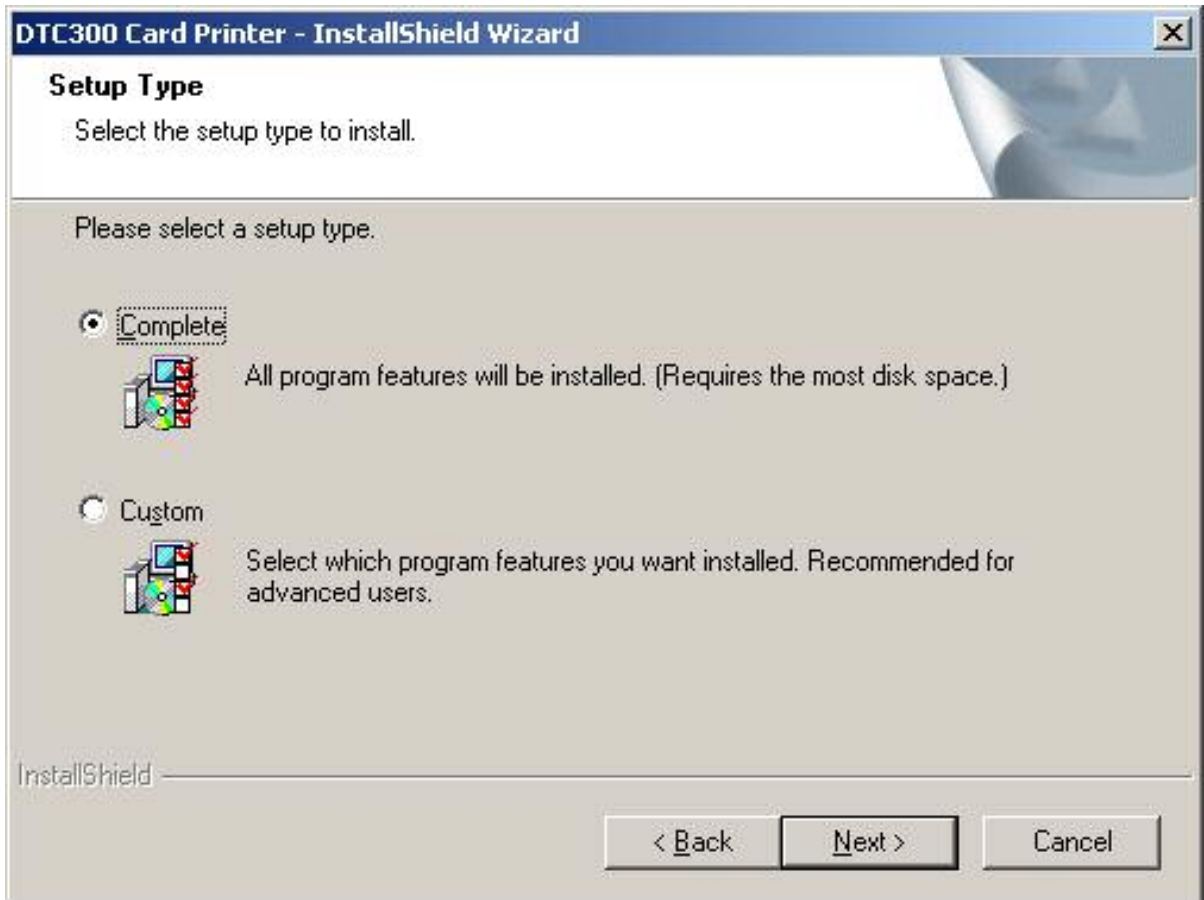 DTC300 Card Printer - InstallShield Wizard
Setup Type
Select the setup type to install.
Please select a setup type.
Complete
All program features will be installed. (Requires the most disk space.)
Custom
Select which program features you want installed. Recommended for
advanced users.
InstallShield
< Back
Next >
Cancel